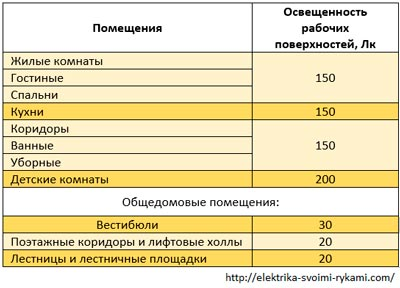 Помещения
Освещенность
рабочих
поверхностей, Лк
Жилые комнаты
Гостиные
Спальни
150
Кухни 150
Коридоры
Ванные
Уборные
150
Детские комнаты 200
Общедомовые помещения:
Вестибюли 30
Поэтажные коридоры и лифтовые холлы 20
Лестницы и лестничные площадки 20
http://elektrika-svoimi-rykami.com/